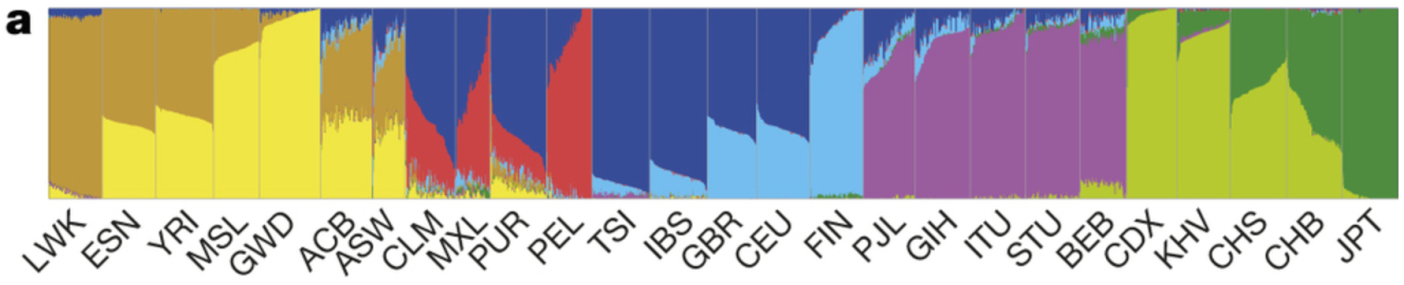 a
LWK ESN YRI MSL GWD ACB ASW CLM MXL PUR PEL TSI IBS GBR CEU FIN PJL GIH ITU STU BEB CDX KHV CHS CHB JPT